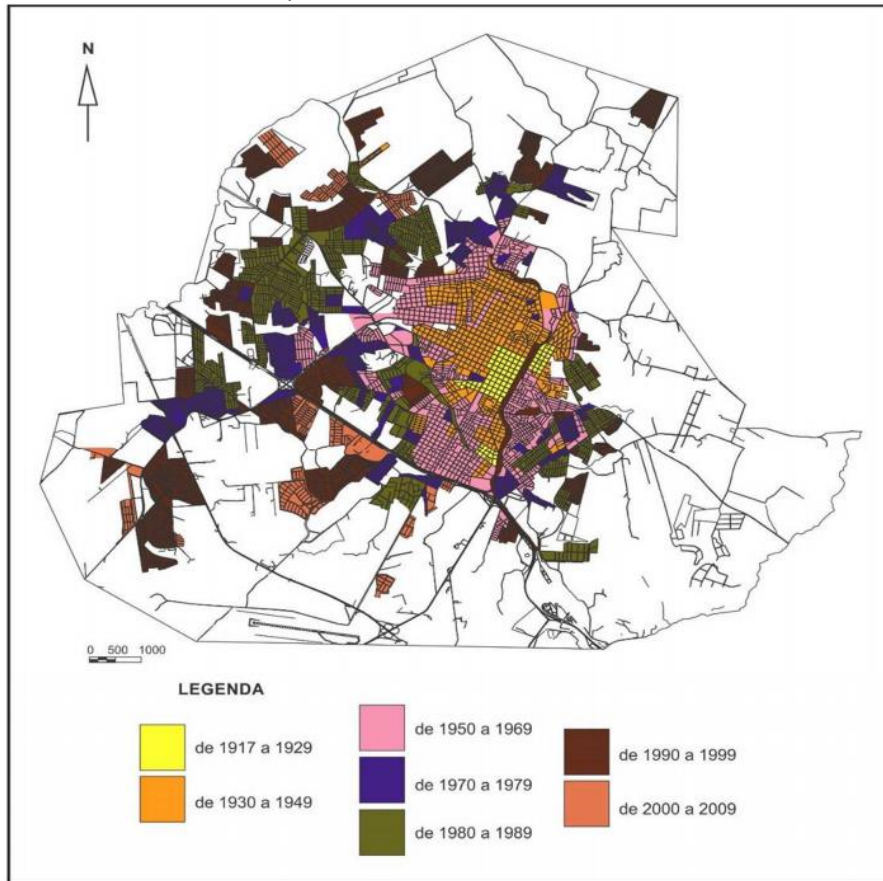 N
0 500 1000
LEGENDA
de 1917 a 1929
de 1930 a 1949
de 1950 a 1969
de 1970 a 1979
de 1980 a 1989
de 1990 a 1999
de 2000 a 2009